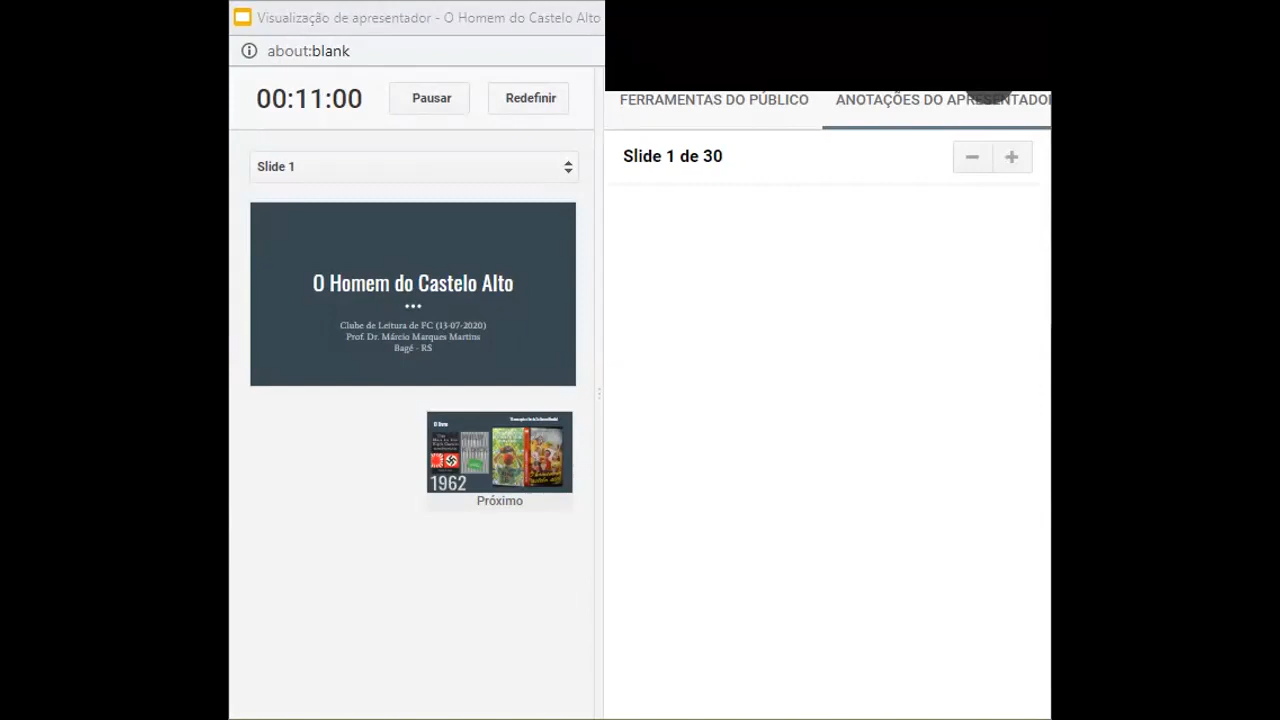 Visualização de apresentador - O Homem do Castelo Alto
about:blank
00:11:00
Pausar
Redefinir
FERRAMENTAS DO PÚBLICO
ANOTAÇÕES DO APRESENTADOR
Slide 1
Slide 1 de 30
O Homem do Castelo Alto
Clube de Leitura de FC (13-07-2020)
Prof. Dr. Márcio Marques Martins
Bagé - RS
O livro
1962
Próximo